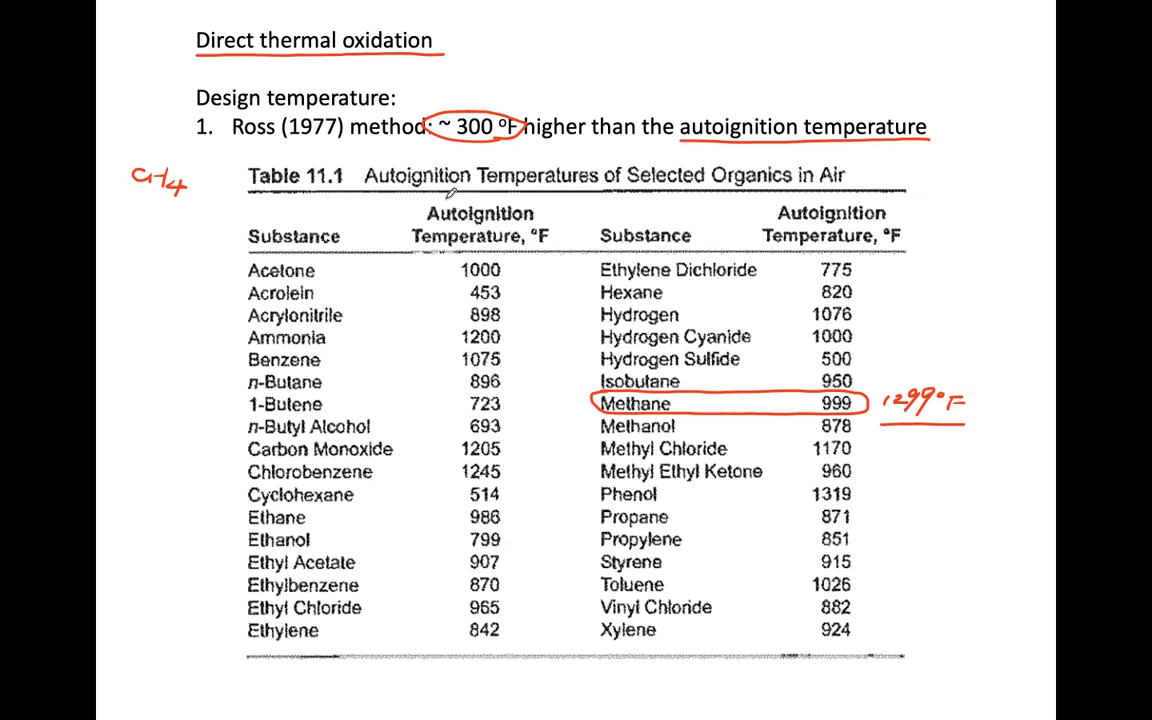 Direct thermal oxidation
Design temperature:
1. Ross (1977) method: ~ 300 ºF higher than the autoignition temperature
CH4
Table 11.1 Autoignition Temperatures of Selected Organics in Air
Substance Autoignition Temperature, °F Substance Autoignition Temperature, °F
Acetone 1000 Ethylene Dichloride 775
Acrolein 453 Hexane 820
Acrylonitrile 898 Hydrogen 1076
Ammonia 1200 Hydrogen Cyanide 1000
Benzene 1075 Hydrogen Sulfide 500
n-Butane 896 Isobutane 950
1-Butene 723 Methane 999 1299°F
n-Butyl Alcohol 693 Methanol 878
Carbon Monoxide 1205 Methyl Chloride 1170
Chlorobenzene 1245 Methyl Ethyl Ketone 960
Cyclohexane 514 Phenol 1319
Ethane 986 Propane 871
Ethanol 799 Propylene 851
Ethyl Acetate 907 Styrene 915
Ethylbenzene 870 Toluene 1026
Ethyl Chloride 965 Vinyl Chloride 882
Ethylene 842 Xylene 924